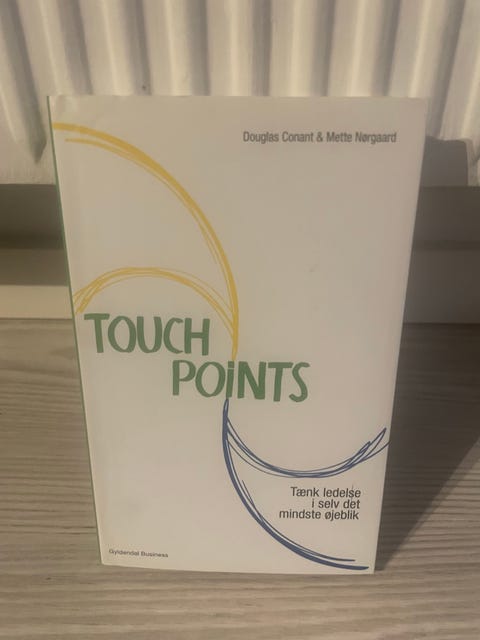 Douglas Conant & Mette Nørgaard
TOUCH
POiNTS
Tænk ledelse
i selv det
mindste øjeblik
Gyldendal Business